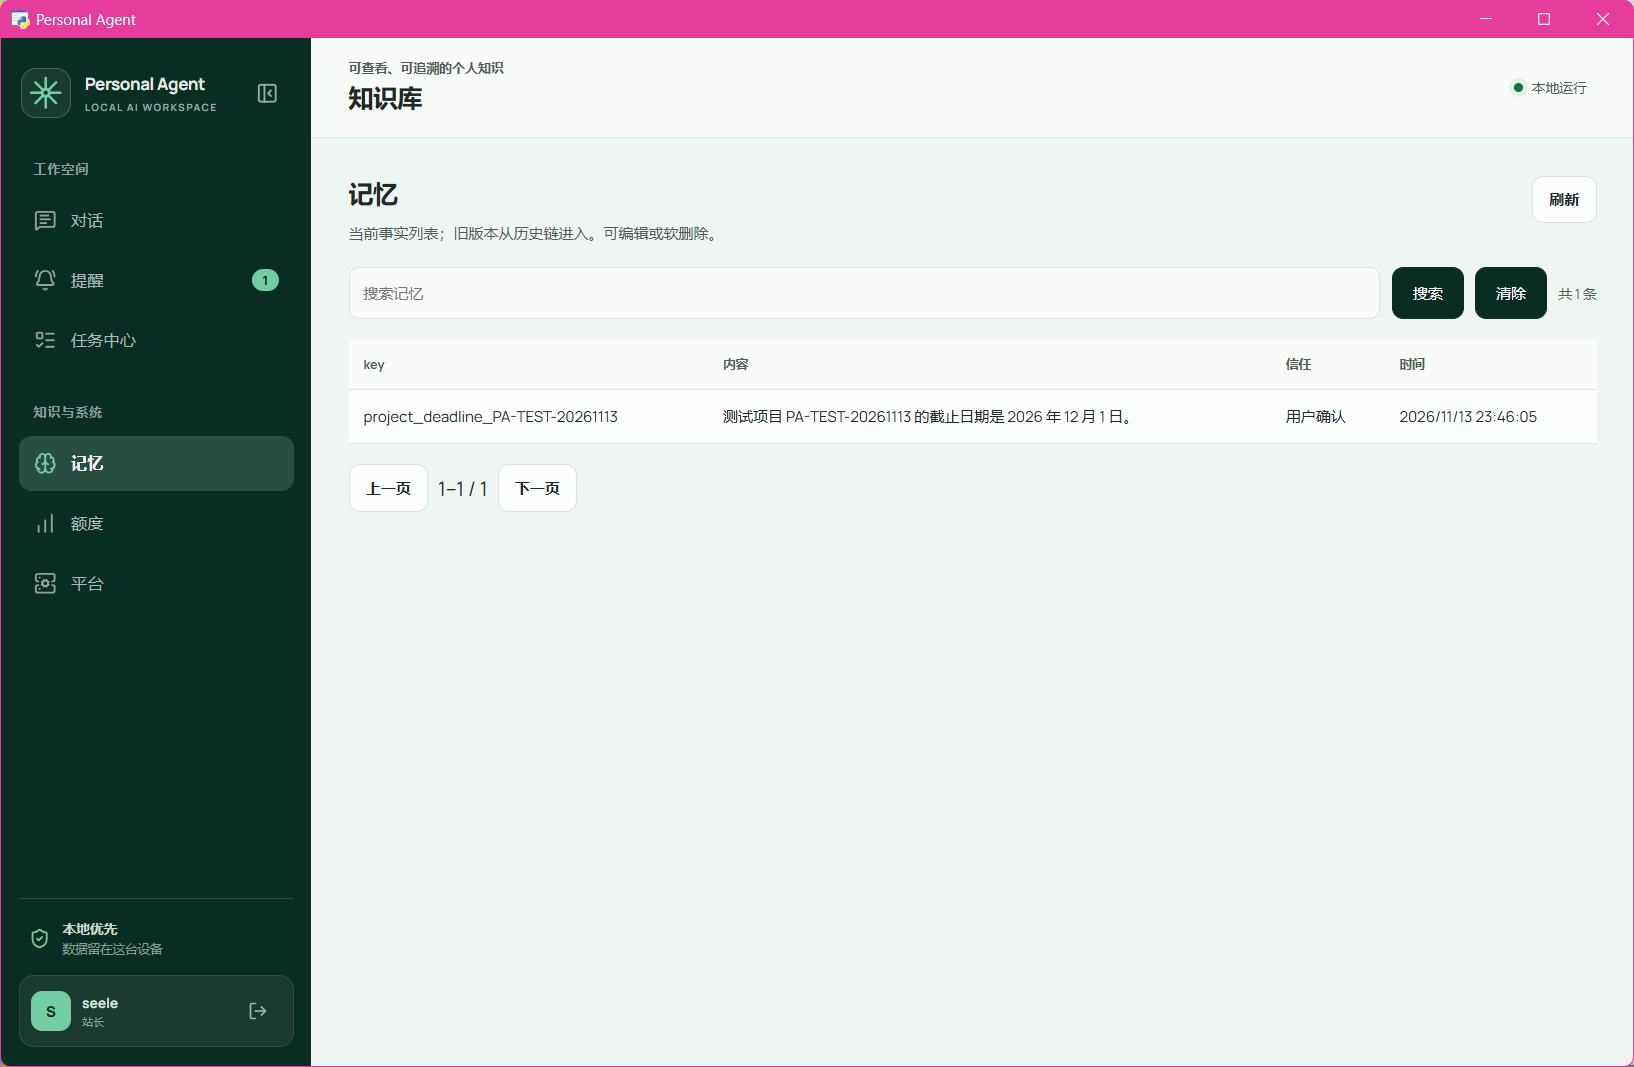 Personal Agent
Personal Agent
LOCAL AI WORKSPACE
工作空间
对话
提醒
1
任务中心
知识与系统
记忆
额度
平台
本地优先
数据留在这台设备
S
seele
站长
可查看、可追溯的个人知识
知识库
本地运行
记忆
当前事实列表；旧版本从历史链进入。可编辑或软删除。
刷新
搜索记忆
搜索
清除
共 1 条
key 内容 信任 时间
project_deadline_PA-TEST-20261113 测试项目 PA-TEST-20261113 的截止日期是 2026 年 12 月 1 日。 用户确认 2026/11/13 23:46:05
上一页 1–1 / 1 下一页